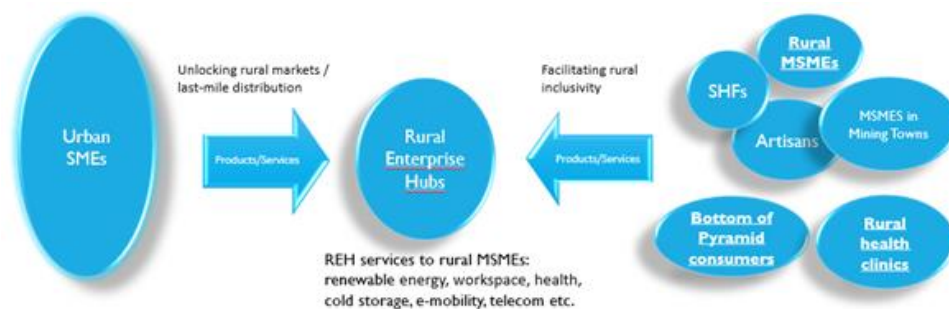 Urban
SMEs
Unlocking rural markets /
last-mile distribution
Products/Services
Rural
Enterprise
Hubs
REH services to rural MSMEs:
renewable energy, workspace, health,
cold storage, e-mobility, telecom etc.
Facilitating rural
inclusivity
Products/Services
Rural
MSMEs
SHFs
MSMES in
Mining Towns
Artisans
Bottom of
Pyramid
consumers
Rural
health
clinics